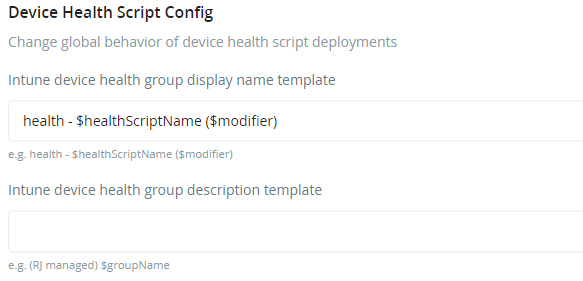 Device Health Script Config
Change global behavior of device health script deployments
Intune device health group display name template
health - $healthScriptName ($modifier)
e.g. health - $healthScriptName ($modifier)
Intune device health group description template
e.g. (RJ managed) $groupName